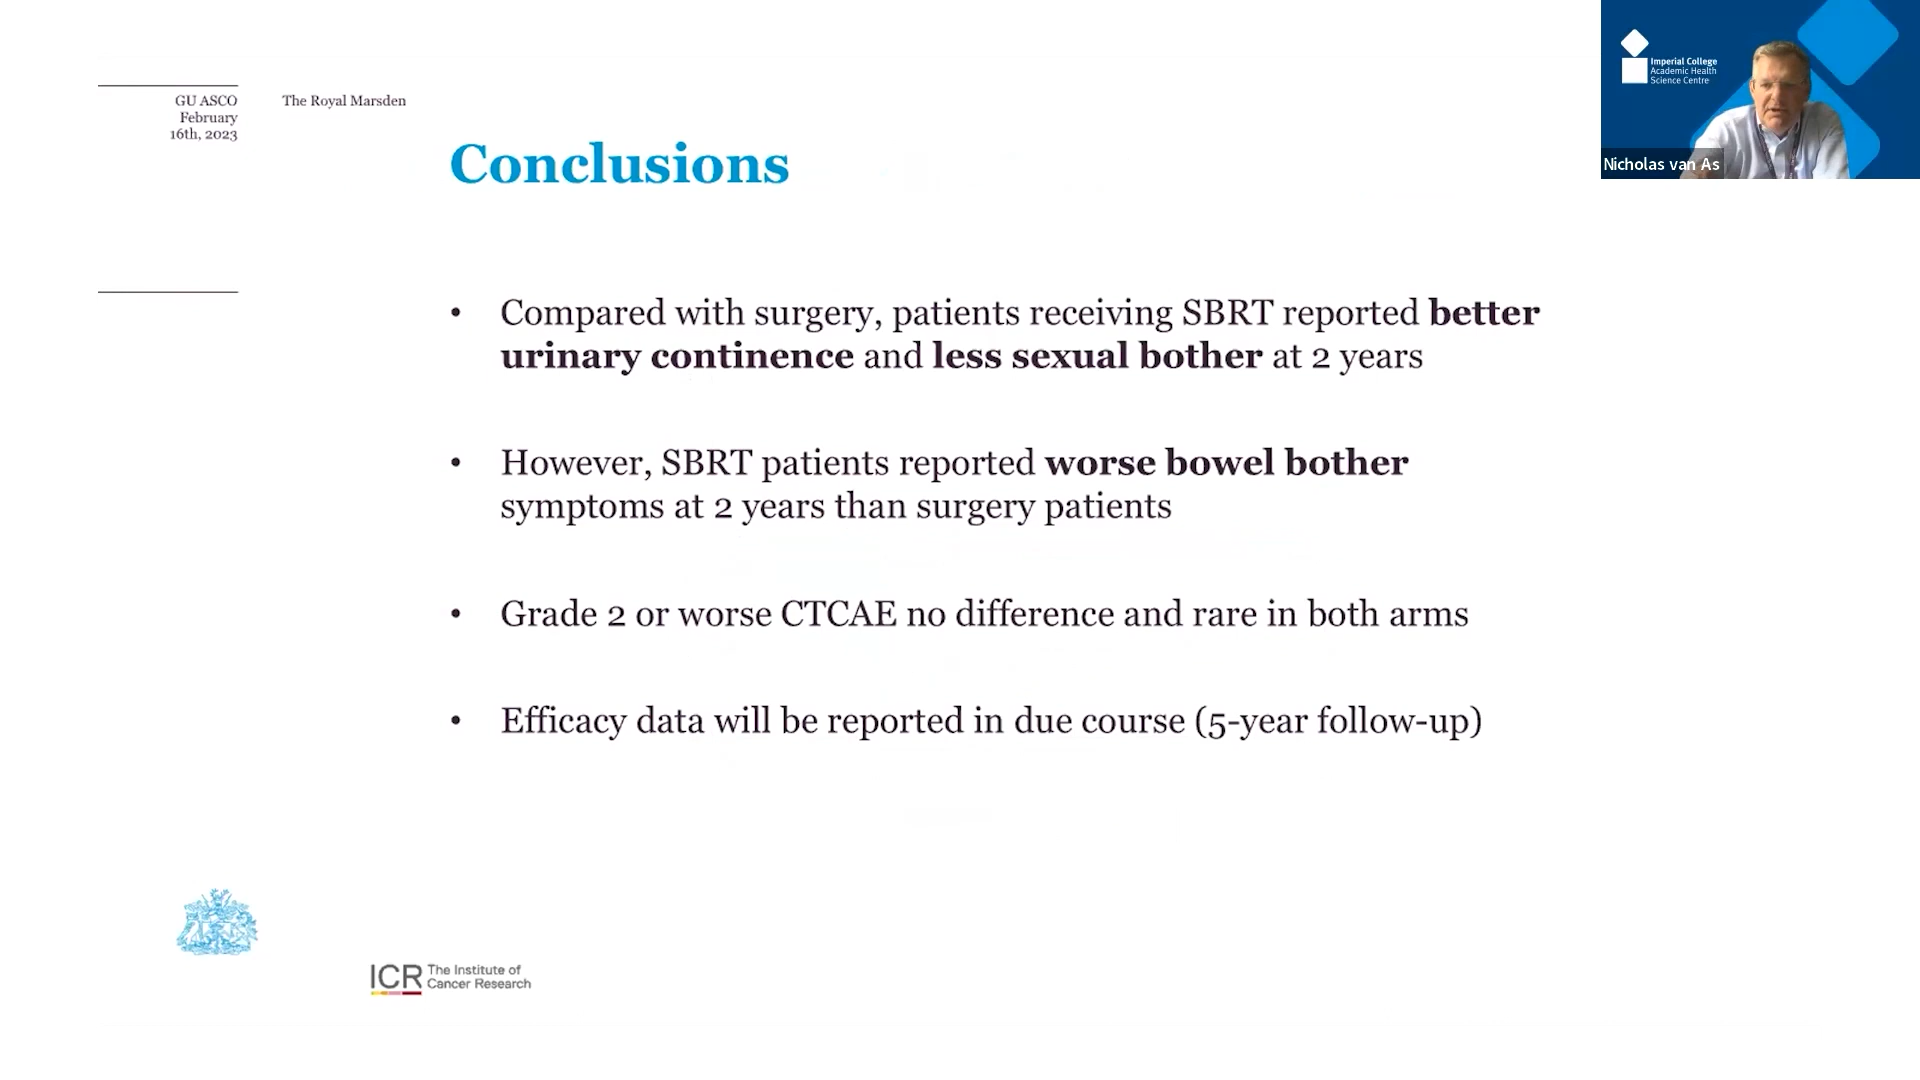 GU ASCO
February
16th, 2023
The Royal Marsden
Conclusions
• Compared with surgery, patients receiving SBRT reported better
urinary continence and less sexual bother at 2 years
• However, SBRT patients reported worse bowel bother
symptoms at 2 years than surgery patients
• Grade 2 or worse CTCAE no difference and rare in both arms
• Efficacy data will be reported in due course (5-year follow-up)
ICR The Institute of
Cancer Research
Imperial College
Academic Health
Science Centre
Nicholas van As